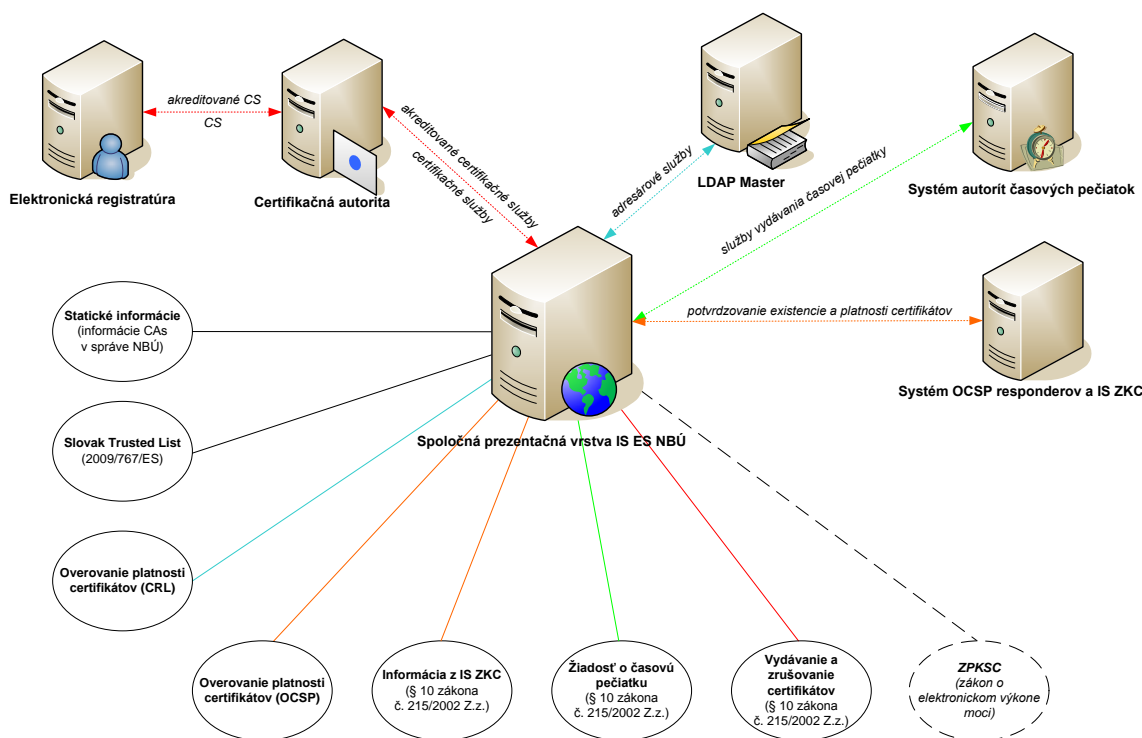 akreditované CS
CS
Elektronická registratúra
Certifikačná autorita
akreditované certifikačné služby
certifikačné služby
adresárové služby
LDAP Master
služby vydávania časovej pečiatky
Systém autorít časových pečiatok
potvrdzovanie existencie a platnosti certifikátov
Systém OCSP responderov a IS ZKC
Spoločná prezentačná vrstva IS ES NBÚ
Statické informácie
(informácie CAs
v správe NBÚ)
Slovak Trusted List
(2009/767/ES)
Overovanie platnosti
certifikátov (CRL)
Overovanie platnosti
certifikátov (OCSP)
Informácia z IS ZKC
(§ 10 zákona
č. 215/2002 Z.z.)
Žiadosť o časovú
pečiatku
(§ 10 zákona
č. 215/2002 Z.z.)
Vydávanie a
zrušovanie
certifikátov
(§ 10 zákona
č. 215/2002 Z.z.)
ZPKSC
(zákon o
elektronickom výkone
moci)